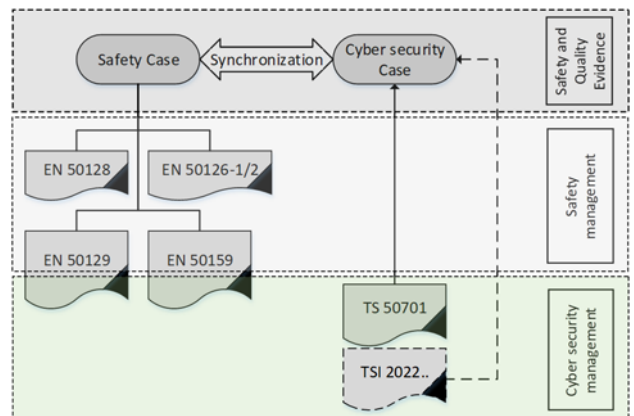 Safety Case
Synchronization
Cyber security
Case
Safety and
Quality
Evidence
EN 50128
EN 50126-1/2
EN 50129
EN 50159
Safety
management
TS 50701
TSI 2022..
Cyber security
management